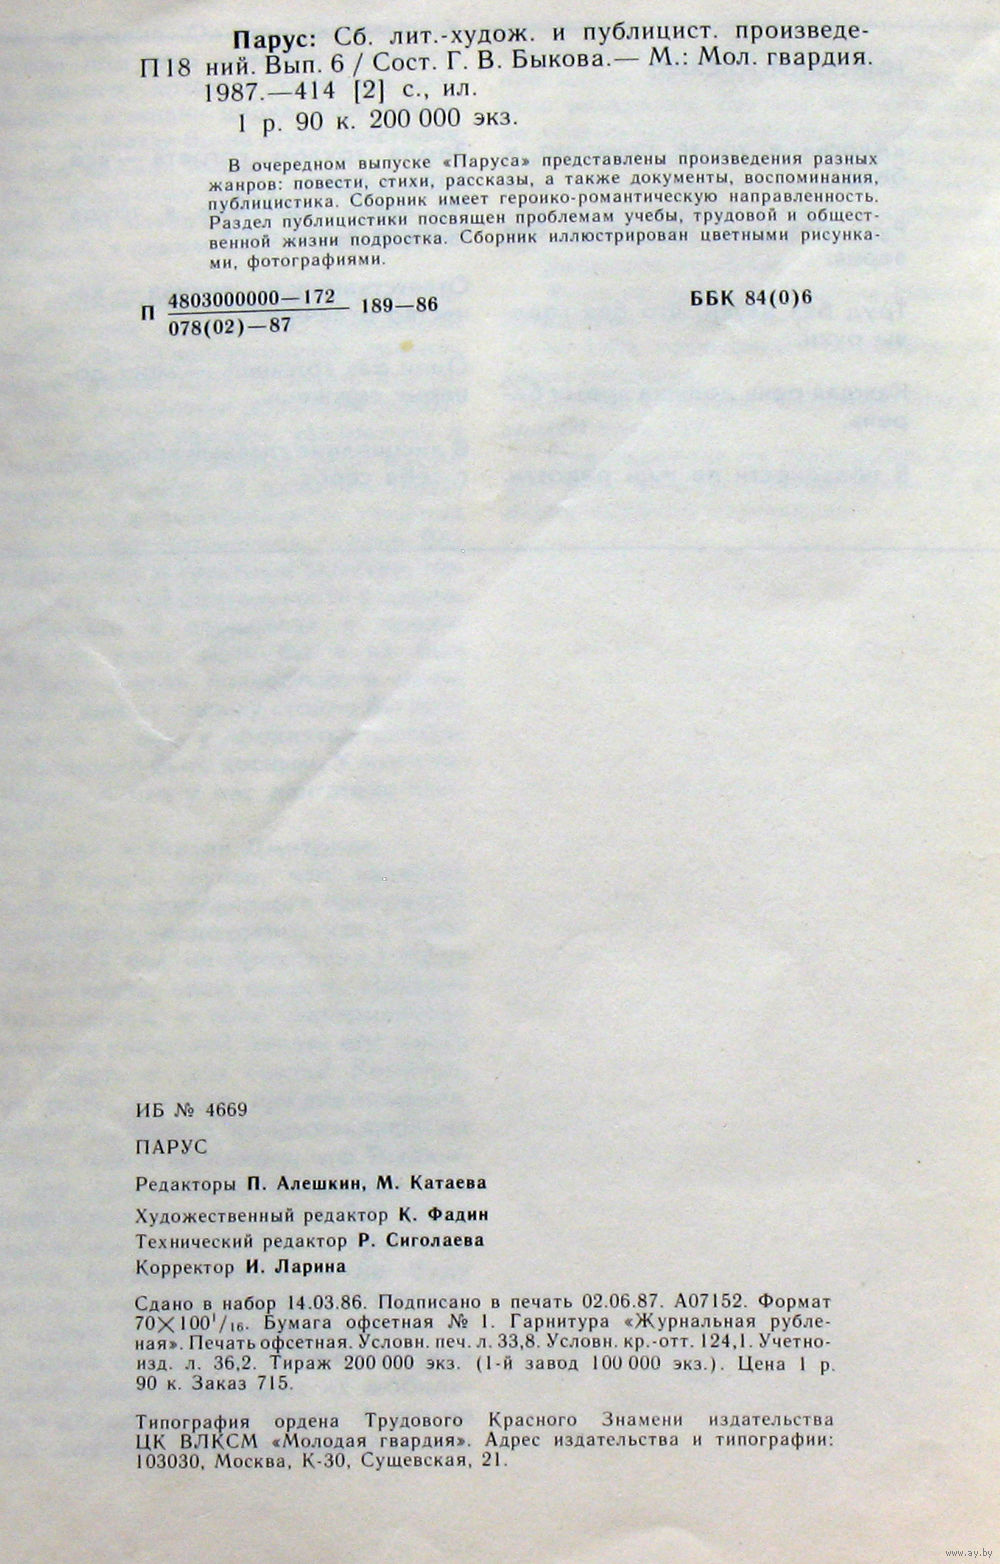 Парус: Сб. лит.-худож. и публицист. произведе-
П18 ний. Вып. 6 / Сост. Г. В. Быкова.— М.: Мол. гвардия.
1987.—414 [2] с., ил.
1 р. 90 к. 200 000 экз.
В очередном выпуске «Паруса» представлены произведения разных
жанров: повести, стихи, рассказы, а также документы, воспоминания,
публицистика. Сборник имеет героико-романтическую направленность.
Раздел публицистики посвящен проблемам учебы, трудовой и общест-
венной жизни подростка. Сборник иллюстрирован цветными рисунка-
ми, фотографиями.
П 4803000000—172 189—86 ББК 84(0)6
078(02)—87
ИБ № 4669
ПАРУС
Редакторы П. Алешкин, М. Катаева
Художественный редактор К. Фадин
Технический редактор Р. Сиголаева
Корректор И. Ларина
Сдано в набор 14.03.86. Подписано в печать 02.06.87. А07152. Формат
70×100¹/₁₆. Бумага офсетная № 1. Гарнитура «Журнальная рубле-
ная». Печать офсетная. Условн. печ. л. 33,8. Условн. кр.-отт. 124,1. Учетно-
изд. л. 36,2. Тираж 200 000 экз. (1-й завод 100 000 экз.). Цена 1 р.
90 к. Заказ 715.
Типография ордена Трудового Красного Знамени издательства
ЦК ВЛКСМ «Молодая гвардия». Адрес издательства и типографии:
103030, Москва, К-30, Сущевская, 21.
www.ay.by